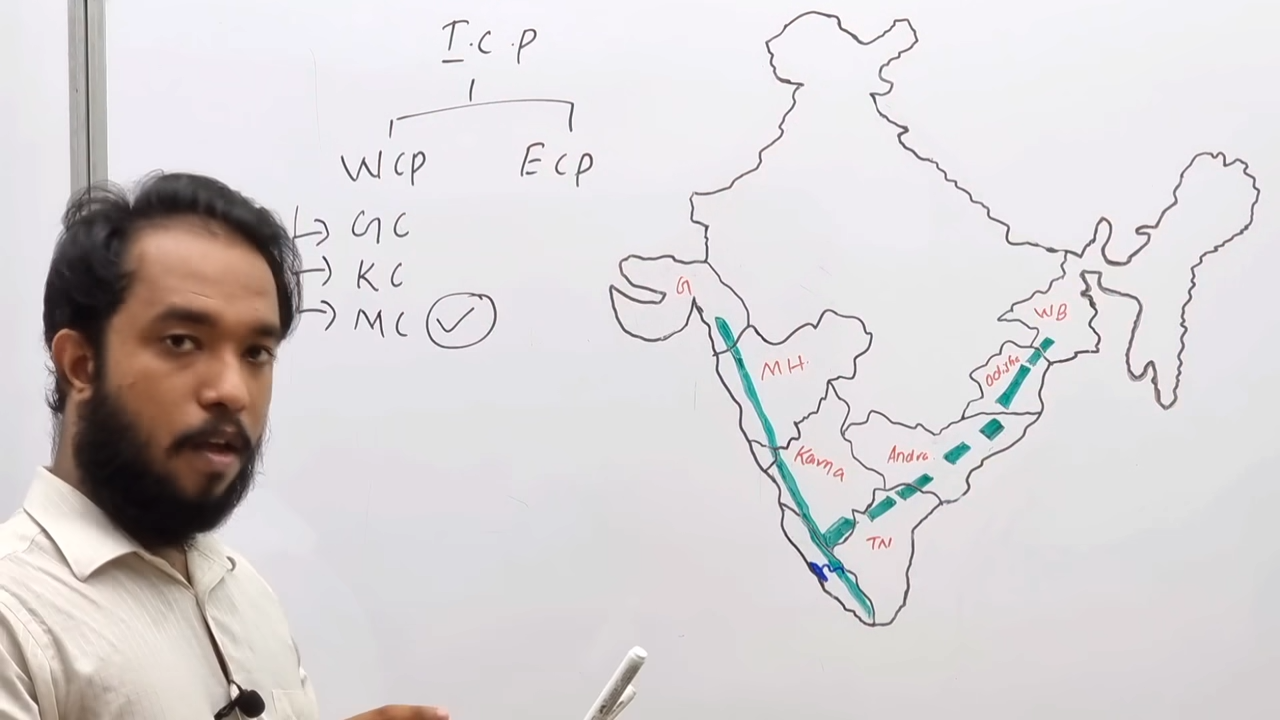 I.C.P
WCP ECP
GC
KC
MC
G
WB
MH.
Odisha
Karna
Andra.
TN